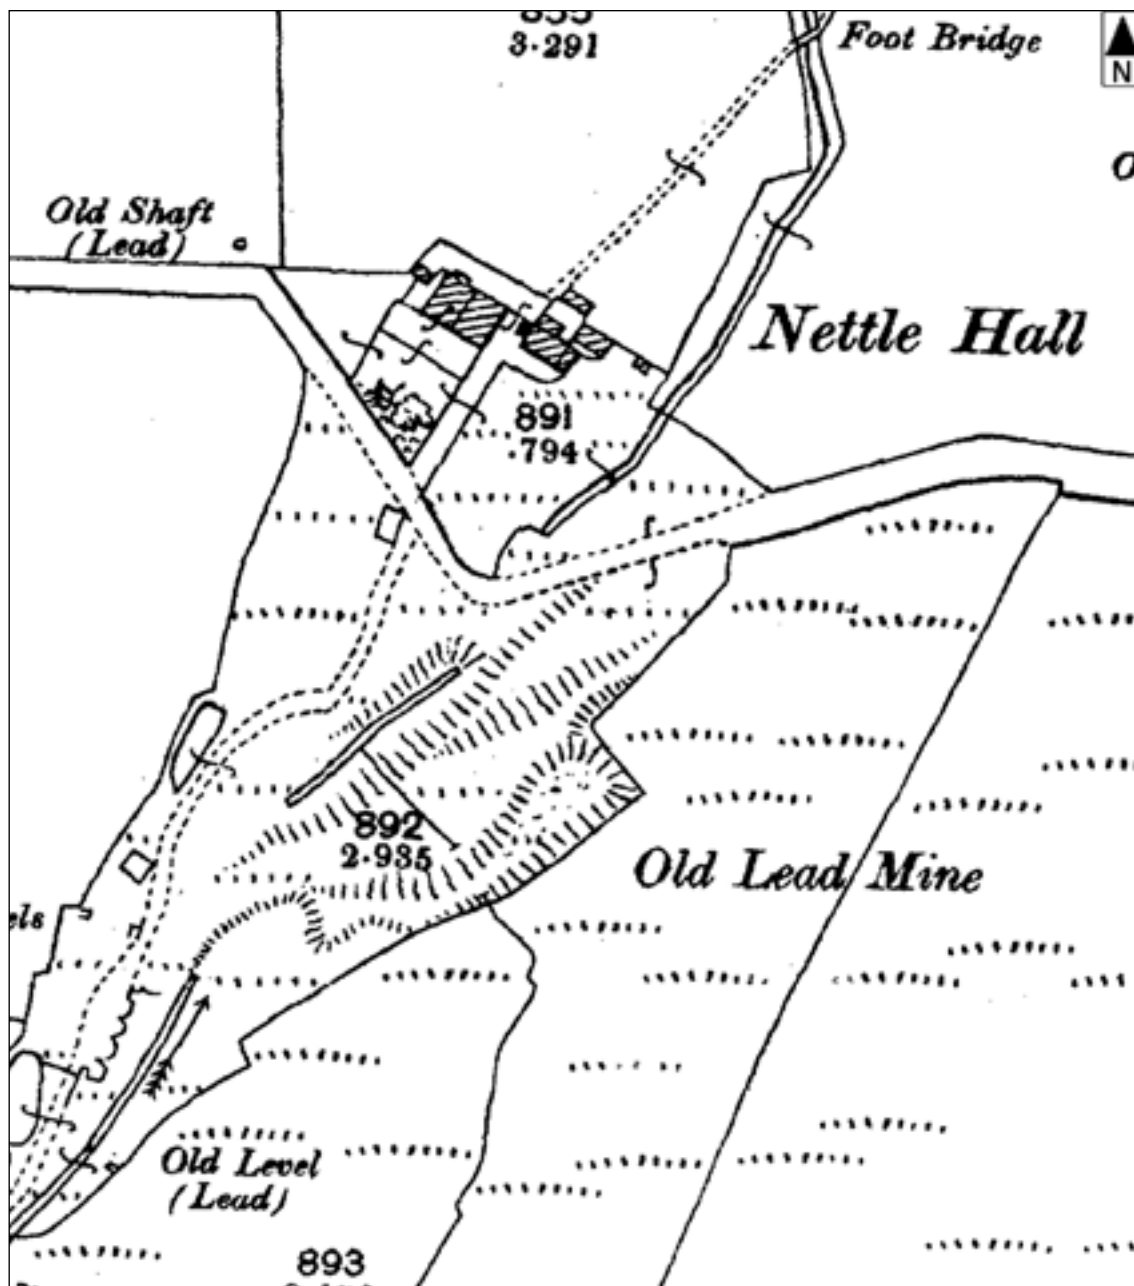 3·291
Foot Bridge
N
Old Shaft
(Lead)
Nettle Hall
891
·794
892
2·935
Old Lead Mine
Old Level
(Lead)
893